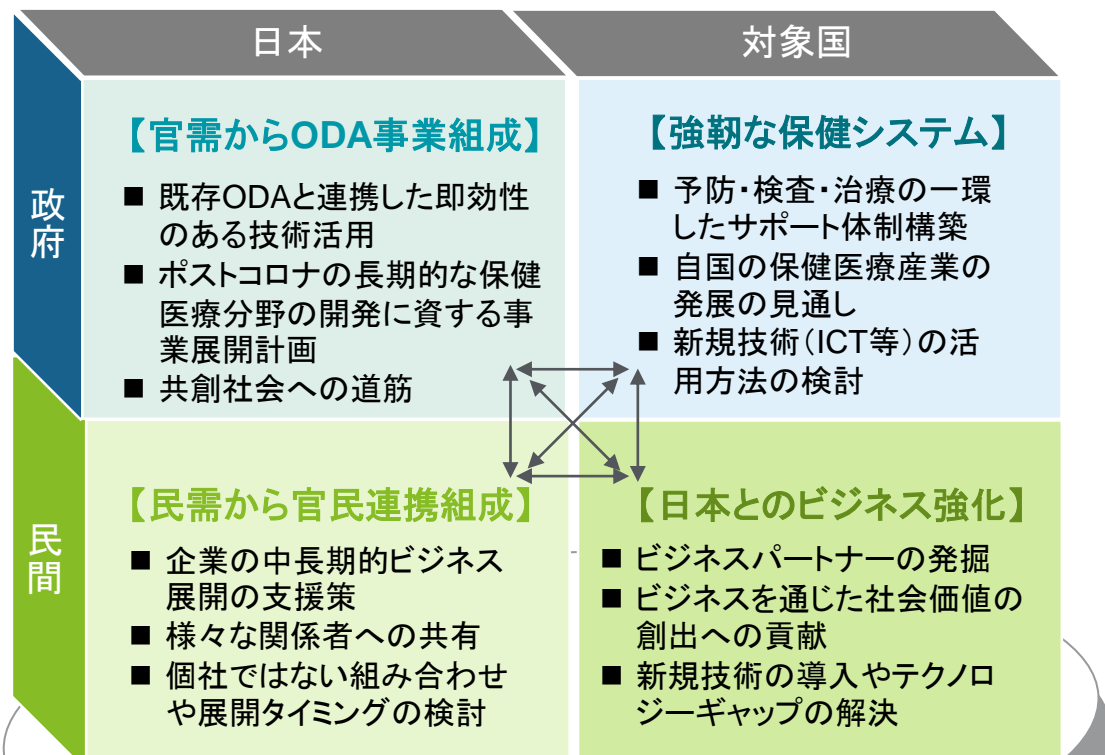 日本
対象国
政府
【官需からODA事業組成】
■ 既存ODAと連携した即効性
のある技術活用
■ ポストコロナの長期的な保健
医療分野の開発に資する事
業展開計画
■ 共創社会への道筋
【強靭な保健システム】
■ 予防・検査・治療の一環
したサポート体制構築
■ 自国の保健医療産業の
発展の見通し
■ 新規技術（ICT等）の活
用方法の検討
民間
【民需から官民連携組成】
■ 企業の中長期的ビジネス
展開の支援策
■ 様々な関係者への共有
■ 個社ではない組み合わせ
や展開タイミングの検討
【日本とのビジネス強化】
■ ビジネスパートナーの発掘
■ ビジネスを通じた社会価値の
創出への貢献
■ 新規技術の導入やテクノロ
ジーギャップの解決